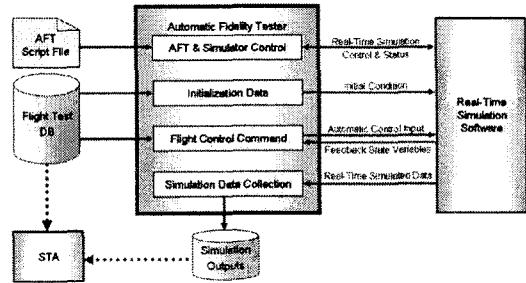 AFT
Script File
Flight Test
DB
STA
Automatic Fidelity Tester
AFT & Simulator Control
Initialization Data
Flight Control Command
Simulation Data Collection
Simulation
Outputs
Real-Time Simulation
Control & Status
Initial Condition
Automatic Control Input
Feedback State Variables
Real-Time Simulated Data
Real-Time
Simulation
Software